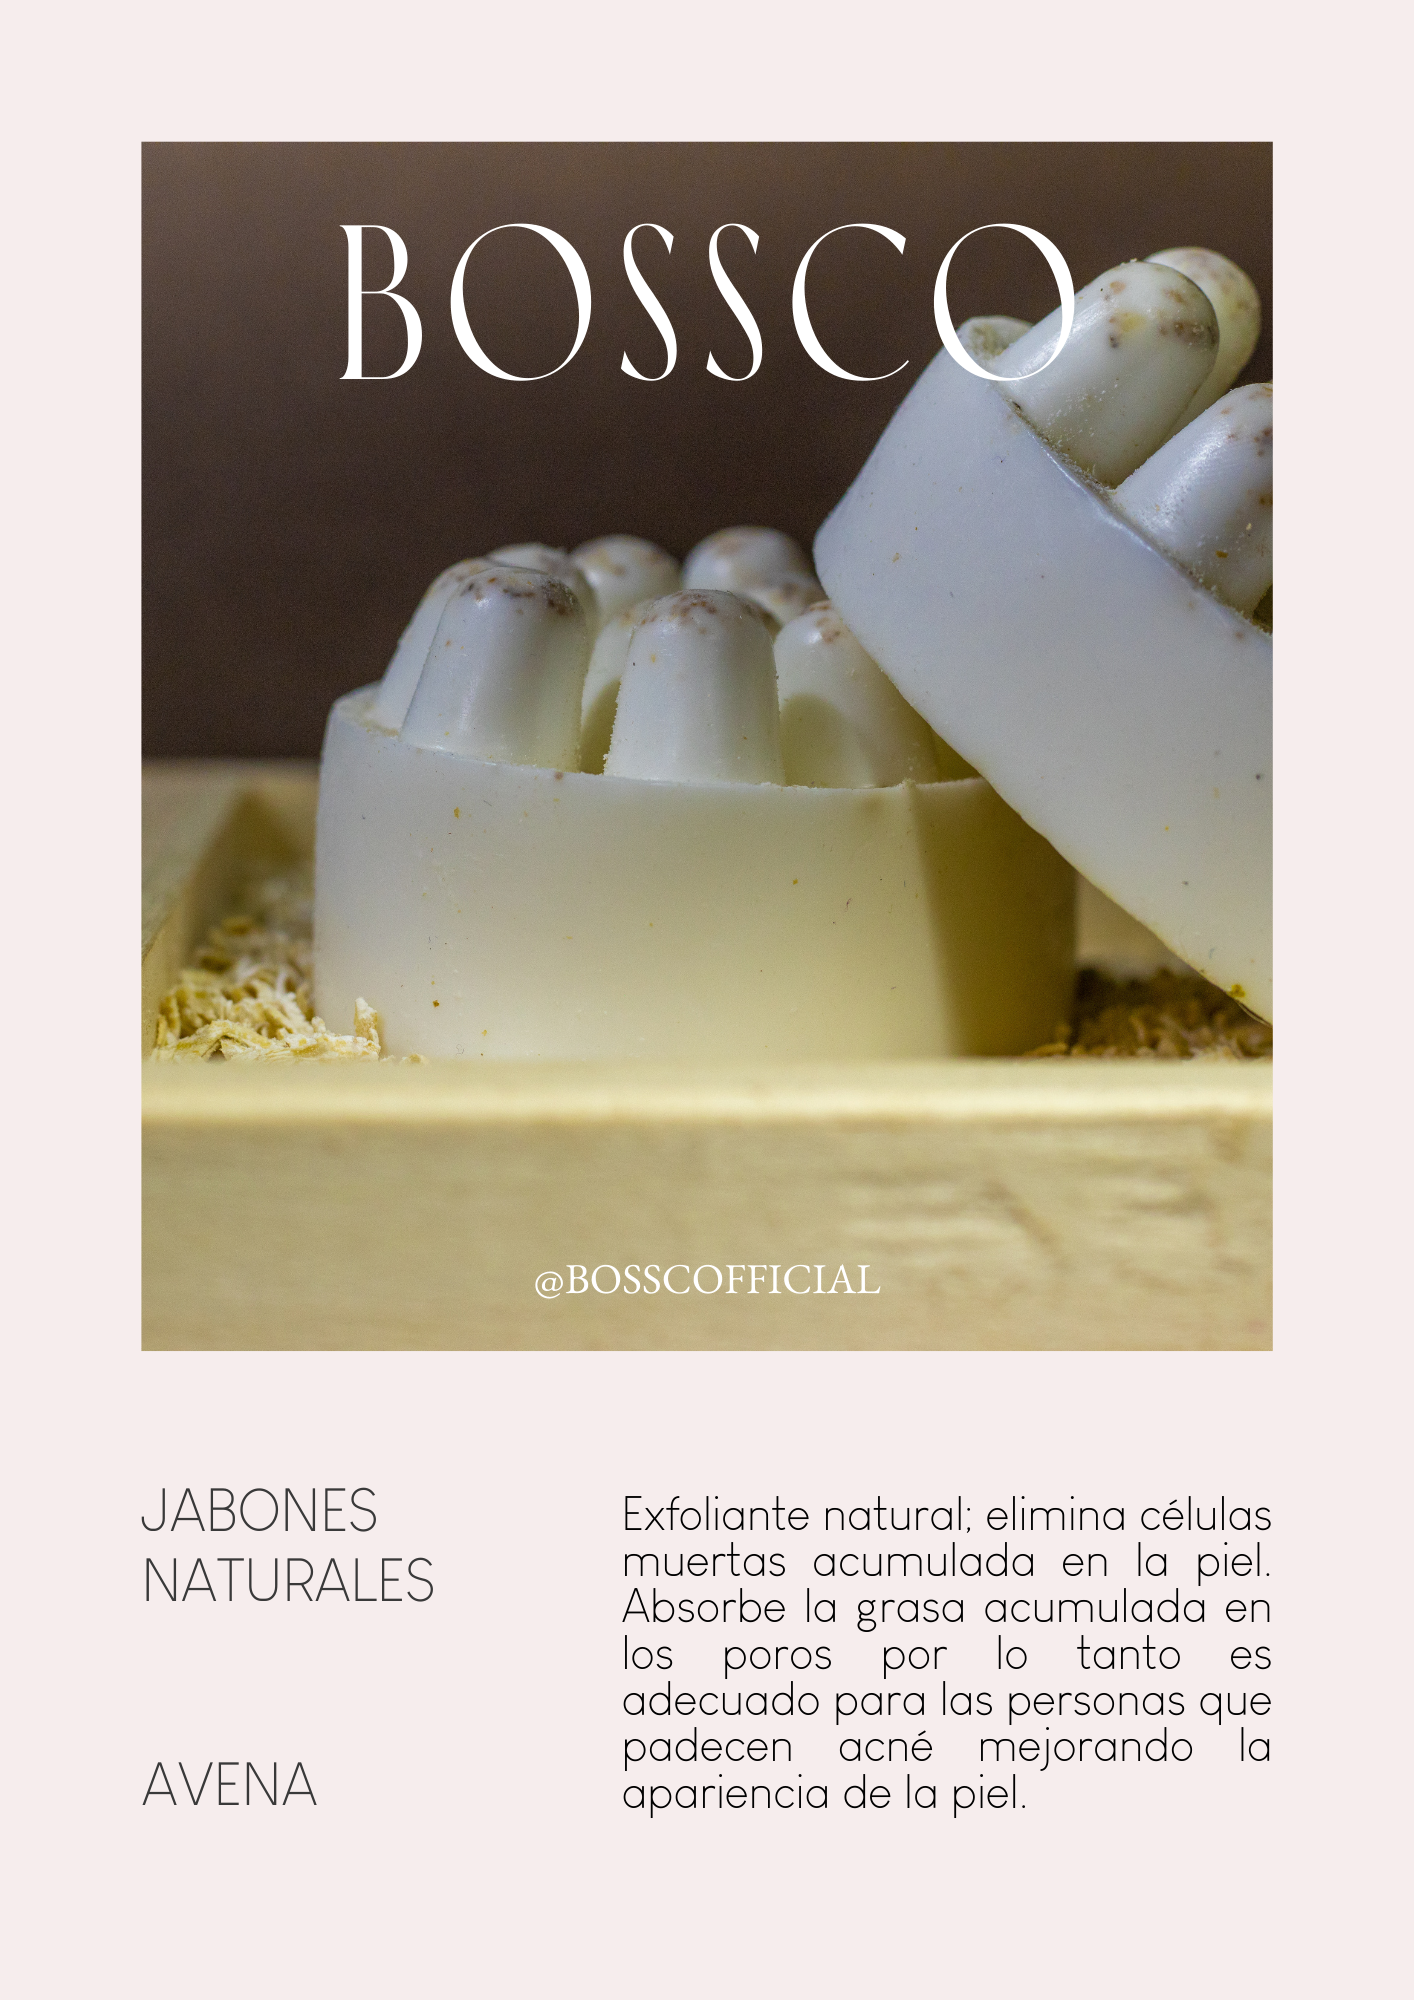 BOSSCO
@BOSSCOFFICIAL
JABONES
NATURALES
AVENA
Exfoliante natural; elimina células
muertas acumulada en la piel.
Absorbe la grasa acumulada en
los poros por lo tanto es
adecuado para las personas que
padecen acné mejorando la
apariencia de la piel.